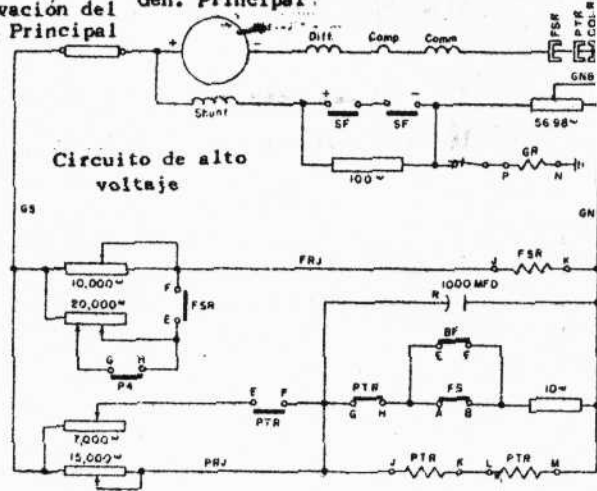 vación del Gen. Principal
Principal
+ -
Diff. Comp. Comm
FSR PTR
GNB
Shunt
+ -
SF SF
56.98 ~
100 ~
GR
P N
Circuito de alto
voltaje
GS
GN
FRJ
J FSR K
10,000 ~
20,000 ~
F
FSR
E
R 1000 MFD
G H
P4
BF
E F
E F
PTR
PTR
G H
FS
A B
10 ~
7,000 ~
15,000 ~
PRJ
J PTR K L PTR M